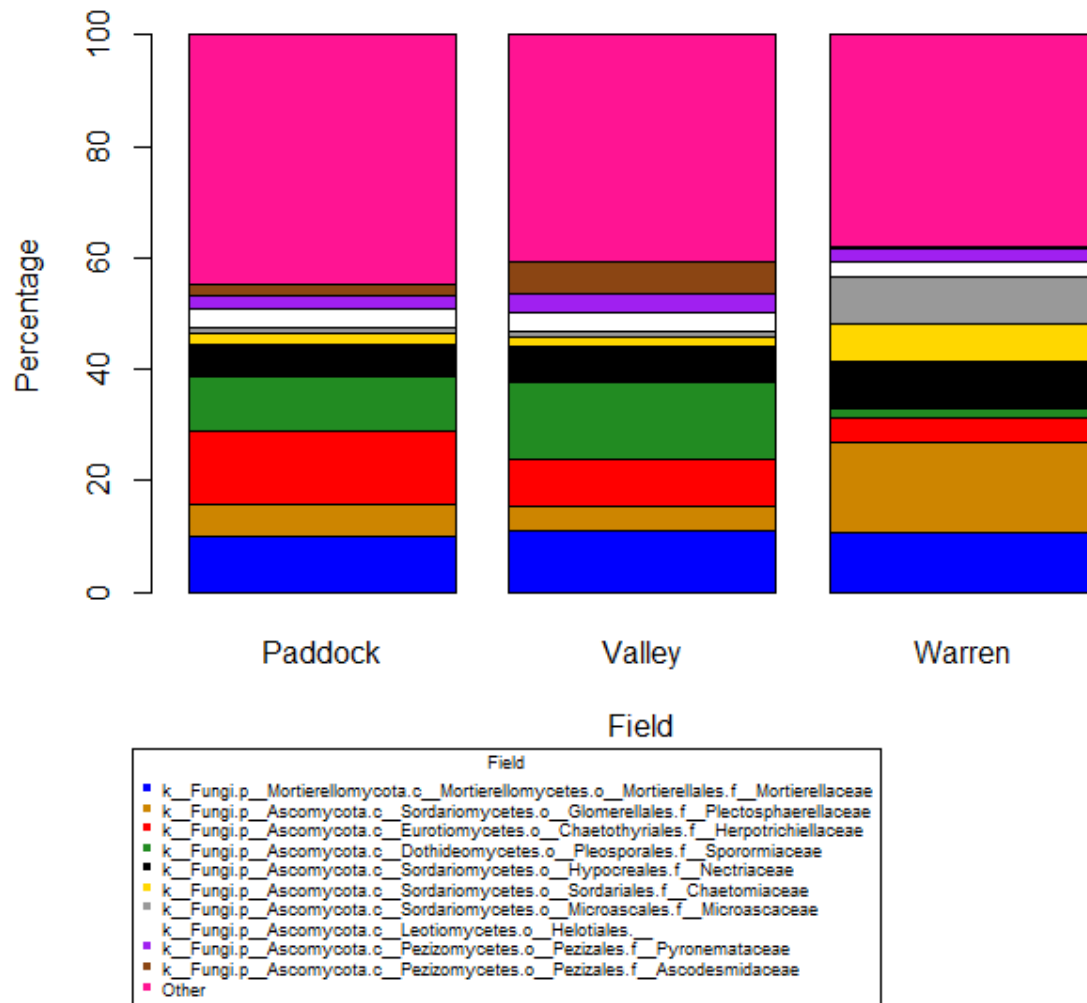 100
80
60
40
20
0
Percentage
Paddock Valley Warren
Field
Field
k__Fungi.p__Mortierellomycota.c__Mortierellomycetes.o__Mortierellales.f__Mortierellaceae
k__Fungi.p__Ascomycota.c__Sordariomycetes.o__Glomerellales.f__Plectosphaerellaceae
k__Fungi.p__Ascomycota.c__Eurotiomycetes.o__Chaetothyriales.f__Herpotrichiellaceae
k__Fungi.p__Ascomycota.c__Dothideomycetes.o__Pleosporales.f__Sporormiaceae
k__Fungi.p__Ascomycota.c__Sordariomycetes.o__Hypocreales.f__Nectriaceae
k__Fungi.p__Ascomycota.c__Sordariomycetes.o__Sordariales.f__Chaetomiaceae
k__Fungi.p__Ascomycota.c__Sordariomycetes.o__Microascales.f__Microascaceae
k__Fungi.p__Ascomycota.c__Leotiomycetes.o__Helotiales.__
k__Fungi.p__Ascomycota.c__Pezizomycetes.o__Pezizales.f__Pyronemataceae
k__Fungi.p__Ascomycota.c__Pezizomycetes.o__Pezizales.f__Ascodesmidaceae
Other